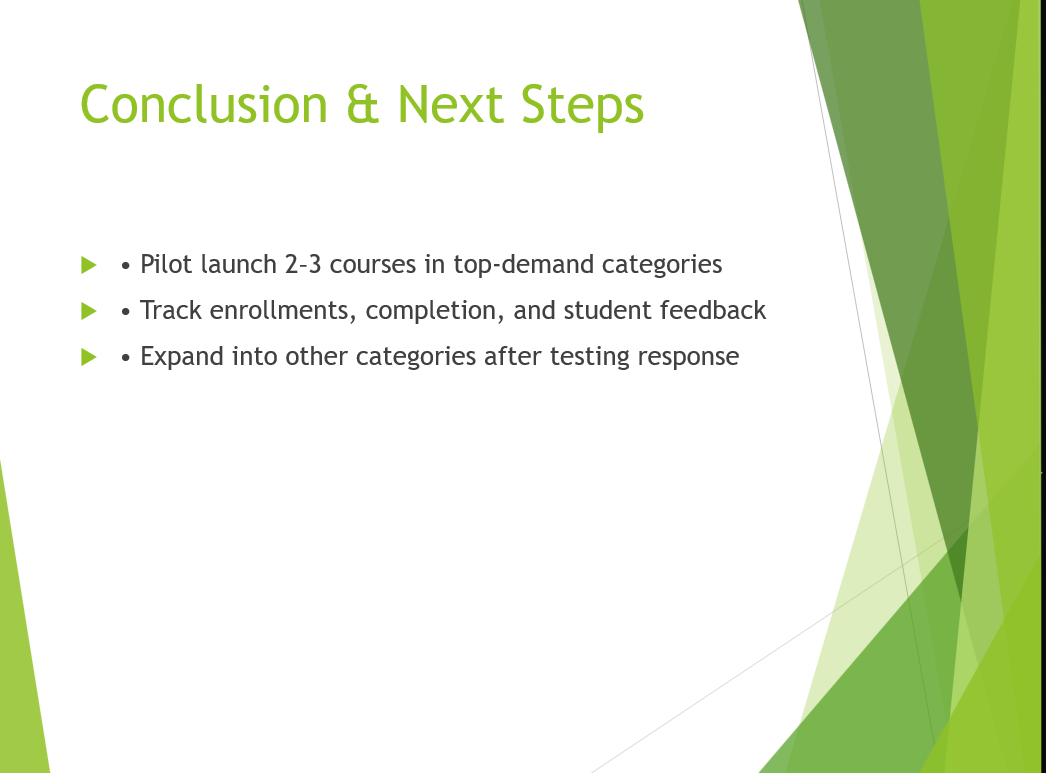 Conclusion & Next Steps
• Pilot launch 2–3 courses in top-demand categories
• Track enrollments, completion, and student feedback
• Expand into other categories after testing response